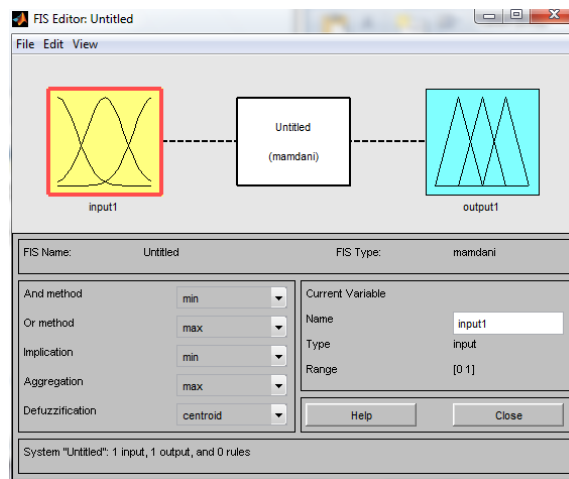 FIS Editor: Untitled
File Edit View
Untitled
(mamdani)
input1
output1
FIS Name: Untitled FIS Type: mamdani
And method min
Or method max
Implication min
Aggregation max
Defuzzification centroid
Current Variable
Name input1
Type input
Range [0 1]
Help Close
System "Untitled": 1 input, 1 output, and 0 rules